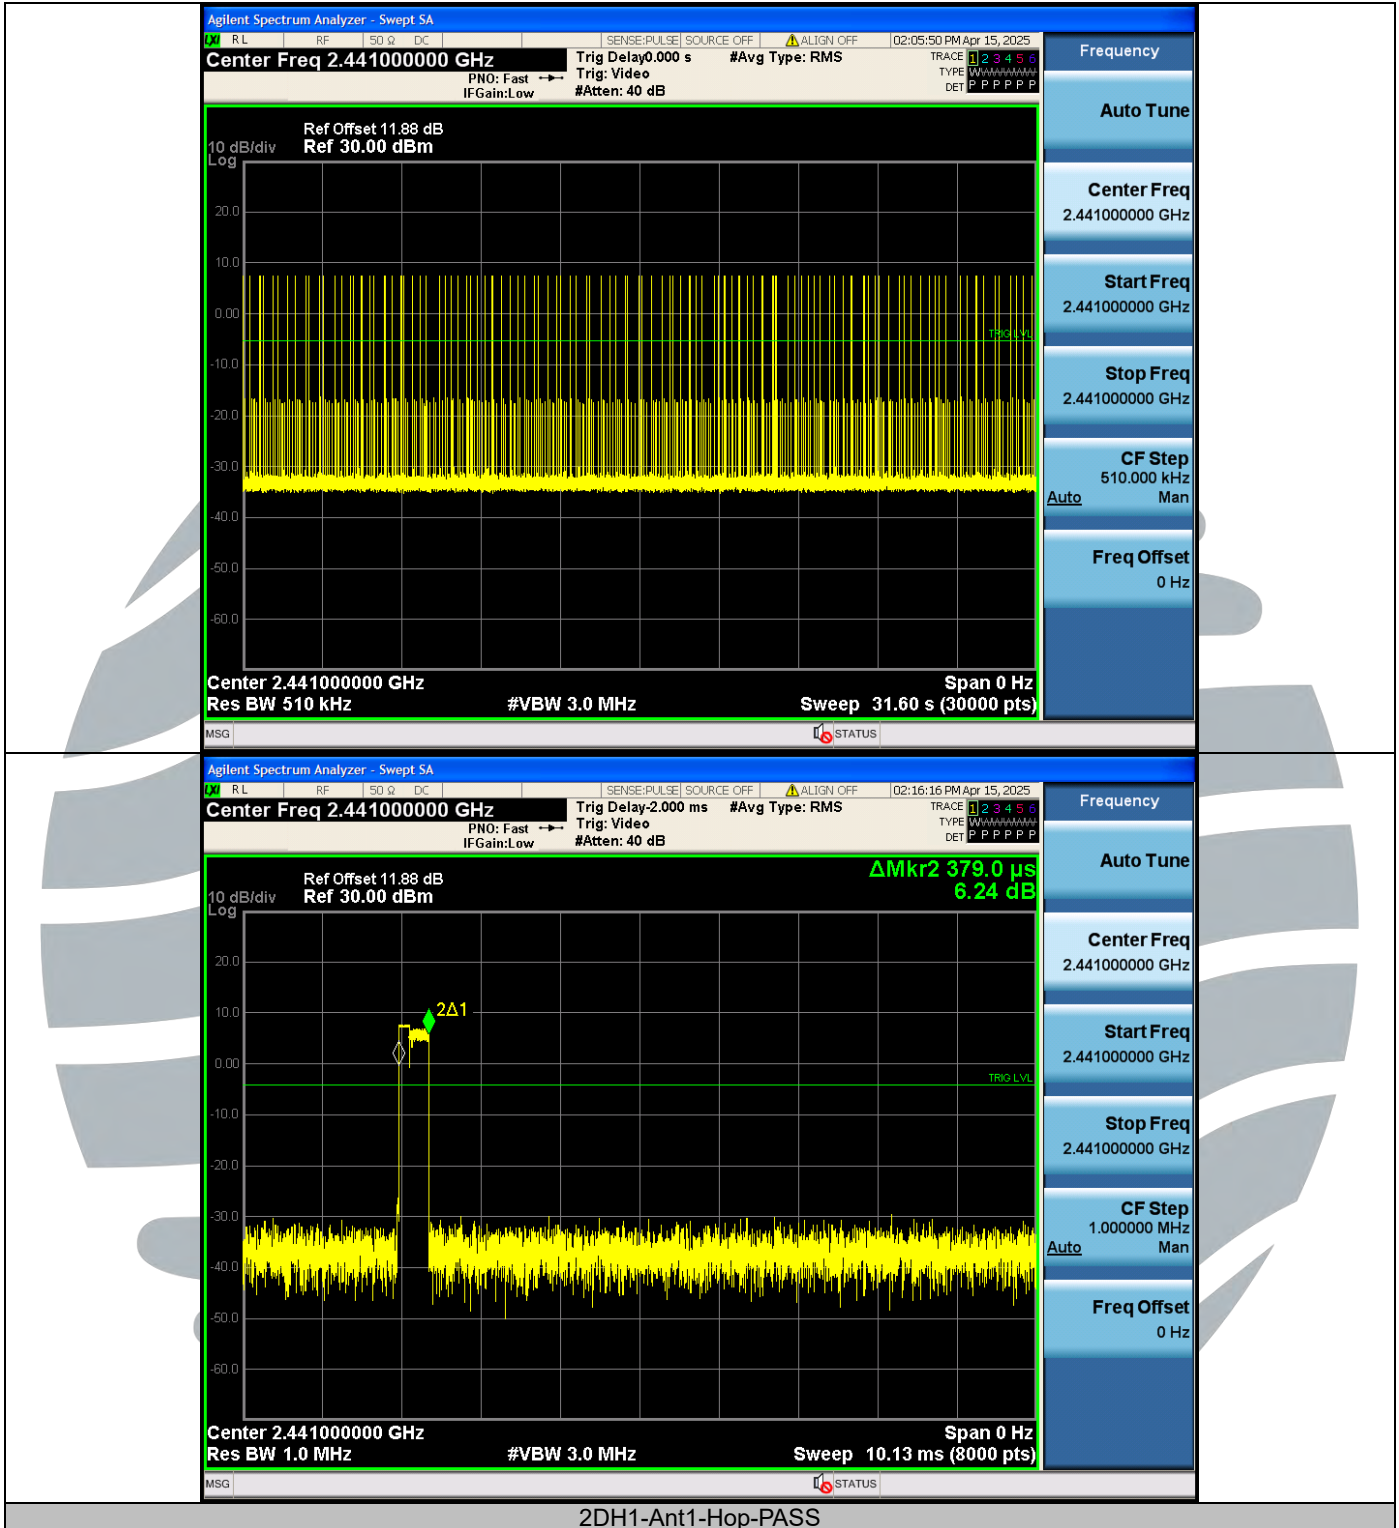 Agilent Spectrum Analyzer - Swept SA
LXI RL RF 50 Ω DC SENSE:PULSE SOURCE OFF ALIGN OFF 02:05:50 PM Apr 15, 2025
Center Freq 2.441000000 GHz
PNO: Fast
IFGain:Low
Trig Delay0.000 s
Trig: Video
#Atten: 40 dB
#Avg Type: RMS
TRACE 1 2 3 4 5 6
TYPE WWWWWW
DET P P P P P P
Ref Offset 11.88 dB
10 dB/div Ref 30.00 dBm
Log
20.0
10.0
0.00
TRIG LVL
-10.0
-20.0
-30.0
-40.0
-50.0
-60.0
Center 2.441000000 GHz Span 0 Hz
Res BW 510 kHz #VBW 3.0 MHz Sweep 31.60 s (30000 pts)
MSG STATUS
Frequency
Auto Tune
Center Freq
2.441000000 GHz
Start Freq
2.441000000 GHz
Stop Freq
2.441000000 GHz
CF Step
510.000 kHz
Auto Man
Freq Offset
0 Hz
Agilent Spectrum Analyzer - Swept SA
LXI RL RF 50 Ω DC SENSE:PULSE SOURCE OFF ALIGN OFF 02:16:16 PM Apr 15, 2025
Center Freq 2.441000000 GHz
PNO: Fast
IFGain:Low
Trig Delay-2.000 ms
Trig: Video
#Atten: 40 dB
#Avg Type: RMS
TRACE 1 2 3 4 5 6
TYPE WWWWWW
DET P P P P P P
ΔMkr2 379.0 µs
6.24 dB
Ref Offset 11.88 dB
10 dB/div Ref 30.00 dBm
Log
20.0
10.0
2Δ1
0.00
TRIG LVL
-10.0
-20.0
-30.0
-40.0
-50.0
-60.0
Center 2.441000000 GHz Span 0 Hz
Res BW 1.0 MHz #VBW 3.0 MHz Sweep 10.13 ms (8000 pts)
MSG STATUS
Frequency
Auto Tune
Center Freq
2.441000000 GHz
Start Freq
2.441000000 GHz
Stop Freq
2.441000000 GHz
CF Step
1.000000 MHz
Auto Man
Freq Offset
0 Hz
2DH1-Ant1-Hop-PASS